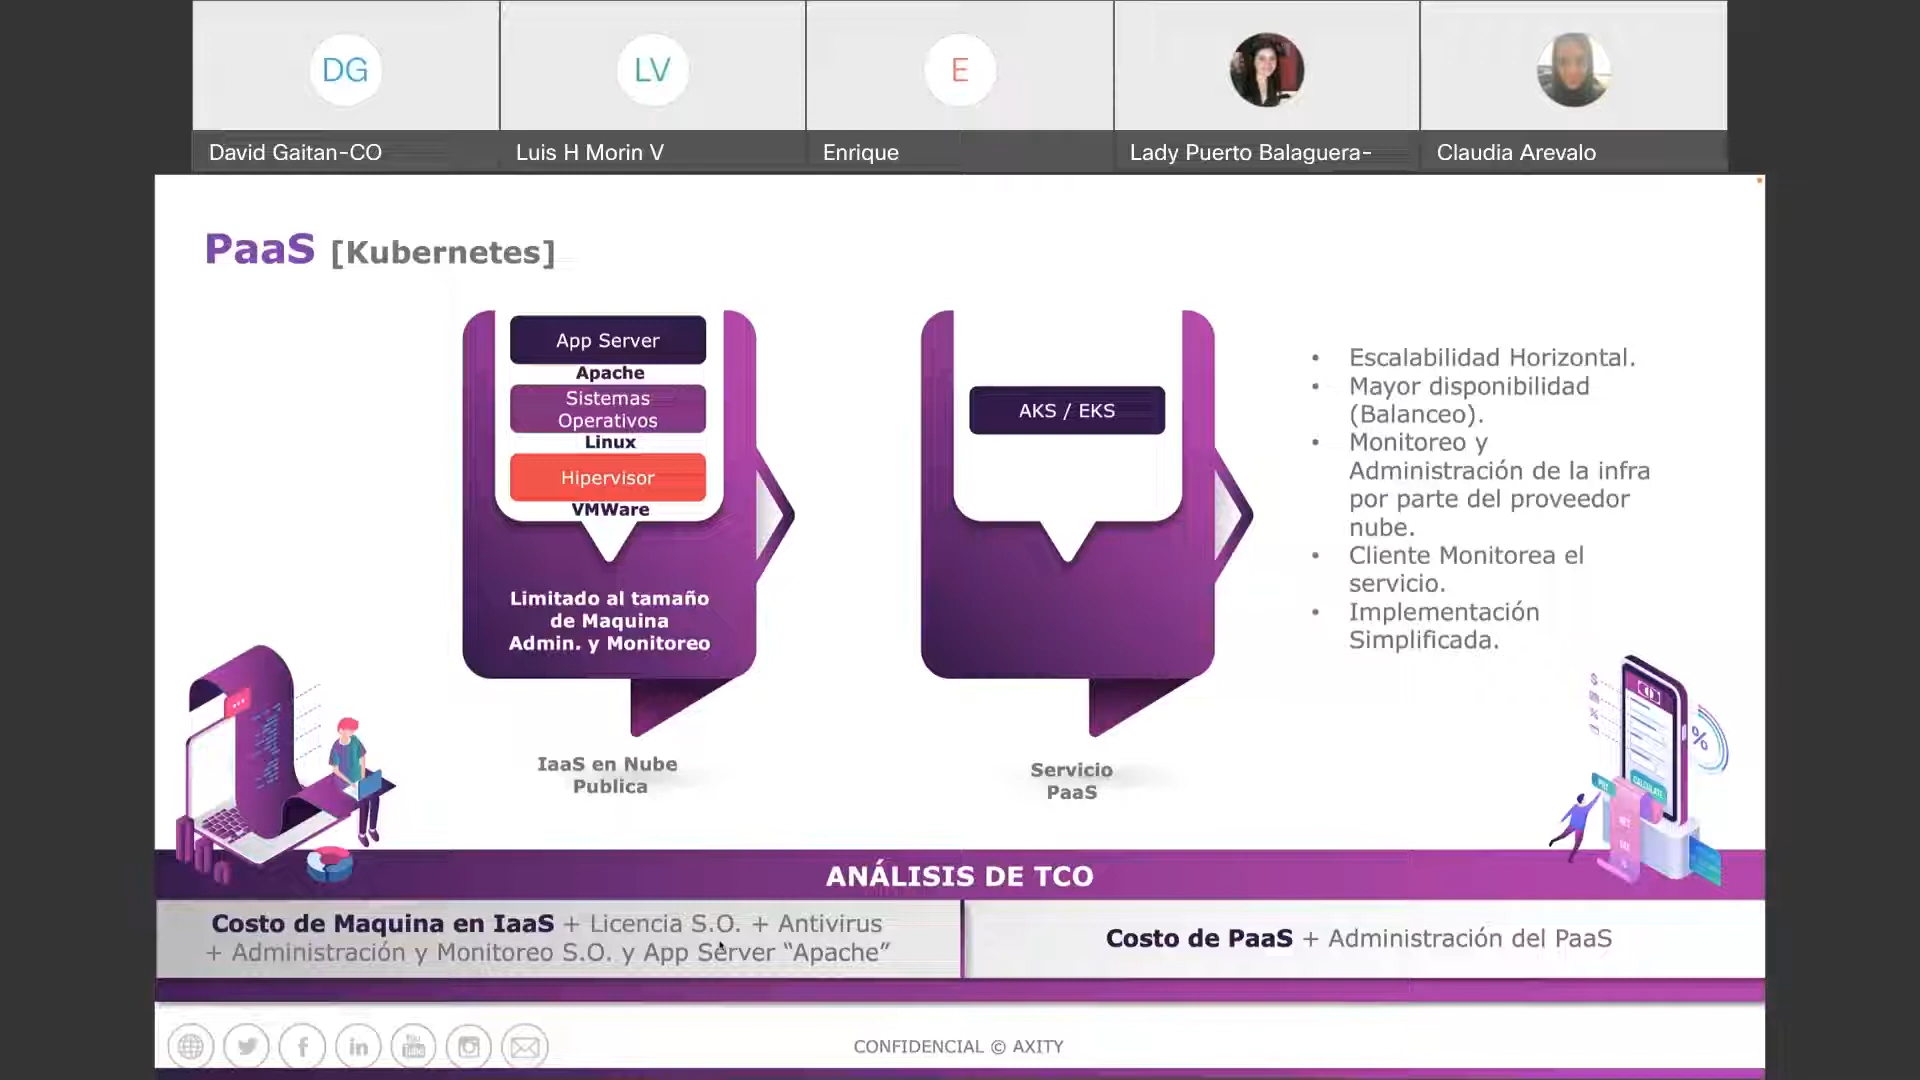 DG
LV
E
David Gaitan-CO
Luis H Morin V
Enrique
Lady Puerto Balaguera-
Claudia Arevalo
PaaS [Kubernetes]
App Server
Apache
Sistemas
Operativos
Linux
Hipervisor
VMWare
Limitado al tamaño
de Maquina
Admin. y Monitoreo
IaaS en Nube
Publica
AKS / EKS
Servicio
PaaS
• Escalabilidad Horizontal.
• Mayor disponibilidad
(Balanceo).
• Monitoreo y
Administración de la infra
por parte del proveedor
nube.
• Cliente Monitorea el
servicio.
• Implementación
Simplificada.
CALCULATE
%
ANÁLISIS DE TCO
Costo de Maquina en IaaS + Licencia S.O. + Antivirus
+ Administración y Monitoreo S.O. y App Server “Apache”
Costo de PaaS + Administración del PaaS
You
Tube
CONFIDENCIAL © AXITY